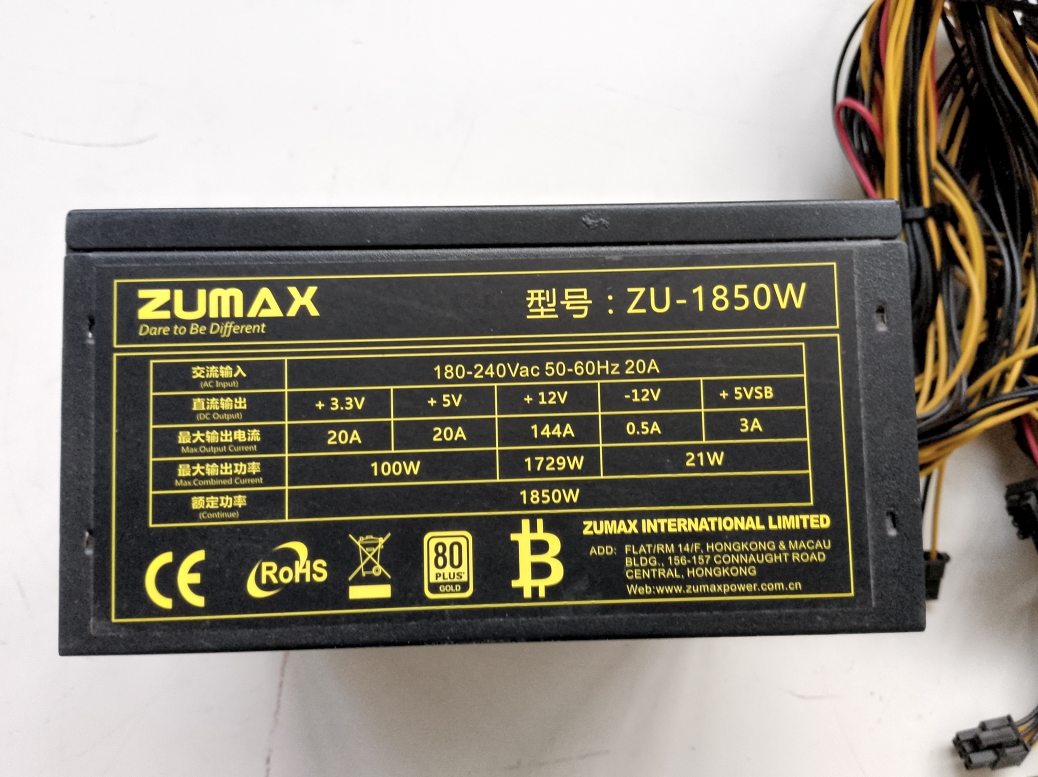 ZUMAX
Dare to Be Different
型号：ZU-1850W
交流输入 180-240Vac 50-60Hz 20A
(AC Input)
直流输出 +3.3V +5V +12V -12V +5VSB
(DC Output)
最大输出电流 20A 20A 144A 0.5A 3A
Max.Output Current
最大输出功率 100W 1729W 21W
Max.Combined Current
额定功率 1850W
(Continue)
CE
RoHS
80
PLUS
GOLD
ZUMAX INTERNATIONAL LIMITED
ADD: FLAT/RM 14/F, HONGKONG & MACAU
BLDG., 156-157 CONNAUGHT ROAD
CENTRAL, HONGKONG
Web:www.zumaxpower.com.cn